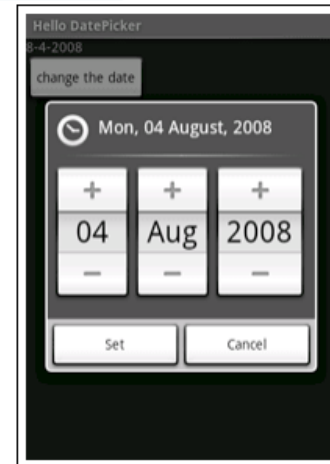 Hello DatePicker
8-4-2008
change the date
Mon, 04 August, 2008
+ + +
04 Aug 2008
− − −
Set Cancel